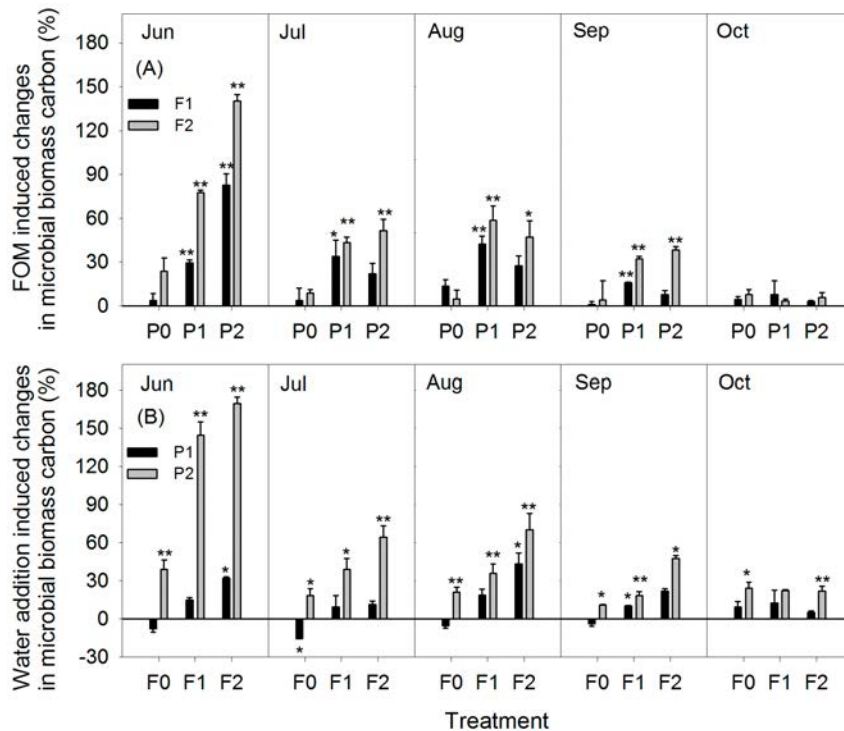 FOM induced changes
in microbial biomass carbon (%)
180
150
120
90
60
30
0
Jun Jul Aug Sep Oct
(A)
F1
F2
** ** ** **
* ** **
** ** *
** ** **
P0 P1 P2 P0 P1 P2 P0 P1 P2 P0 P1 P2 P0 P1 P2
Water addition induced changes
in microbial biomass carbon (%)
180
150
120
90
60
30
0
-30
Jun Jul Aug Sep Oct
(B)
P1
P2
** ** * **
* * * **
** ** * **
* * ** *
* **
F0 F1 F2 F0 F1 F2 F0 F1 F2 F0 F1 F2 F0 F1 F2
Treatment